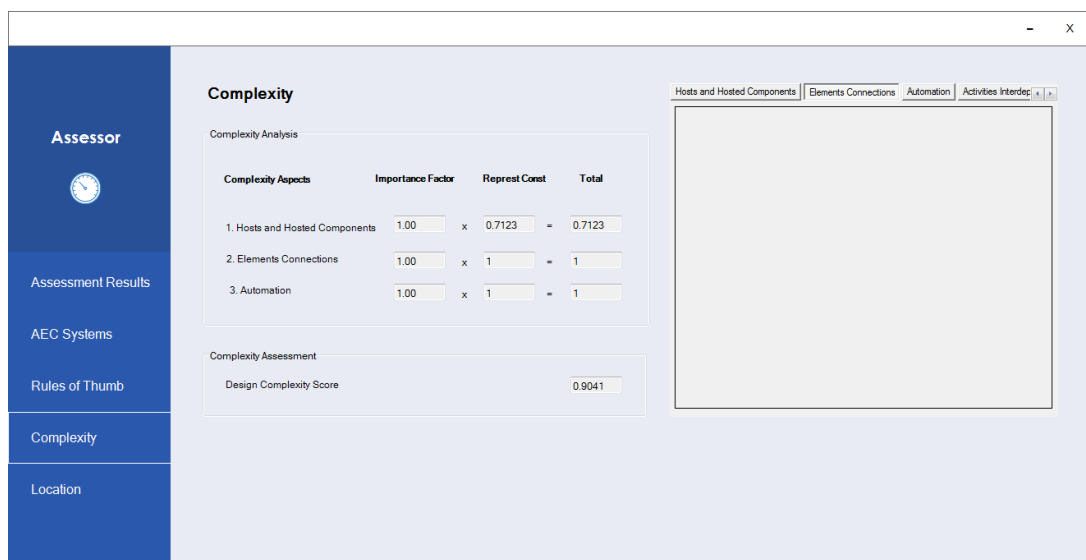 – X
Assessor
Assessment Results
AEC Systems
Rules of Thumb
Complexity
Location
Complexity
Complexity Analysis
Complexity Aspects Importance Factor Represt Const Total
1. Hosts and Hosted Components 1.00 x 0.7123 = 0.7123
2. Elements Connections 1.00 x 1 = 1
3. Automation 1.00 x 1 = 1
Complexity Assessment
Design Complexity Score 0.9041
Hosts and Hosted Components Elements Connections Automation Activities Interdep